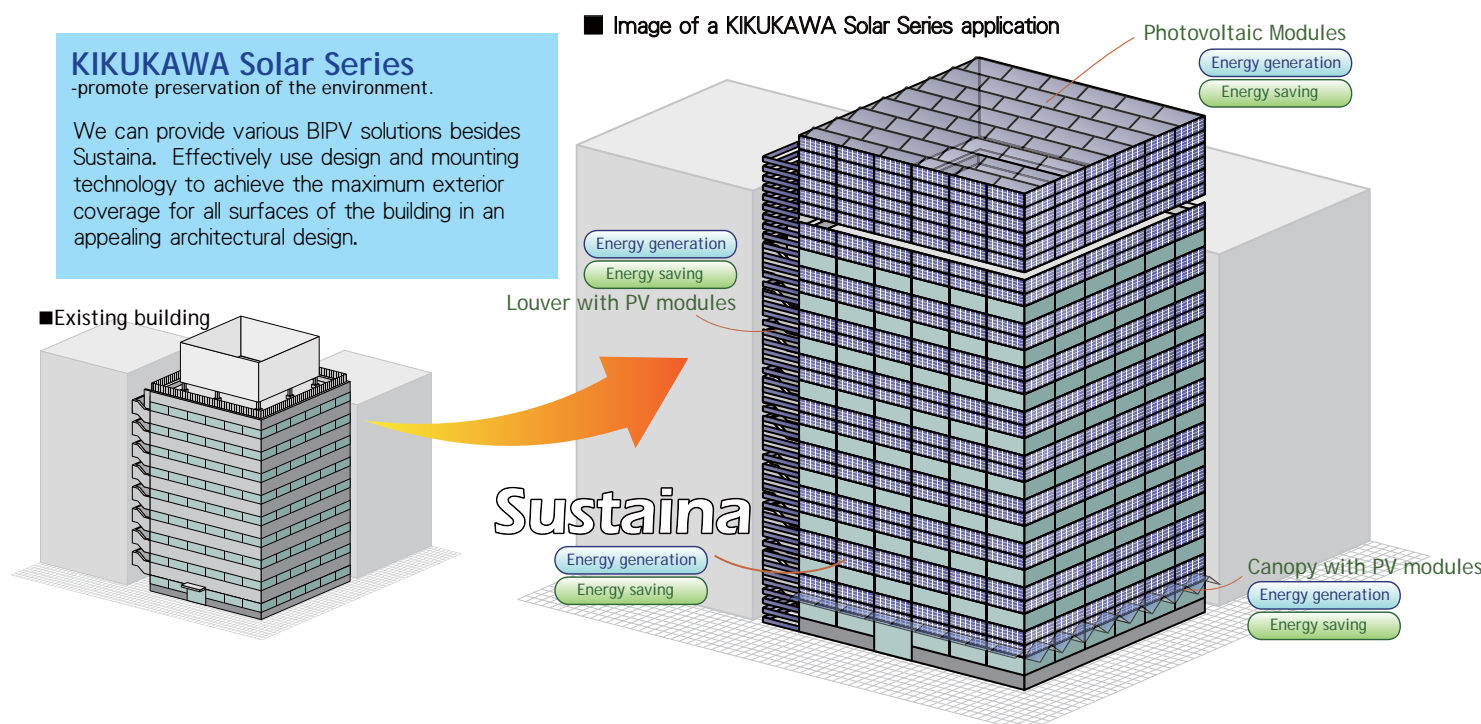 ■ Image of a KIKUKAWA Solar Series application
KIKUKAWA Solar Series
-promote preservation of the environment.
We can provide various BIPV solutions besides
Sustaina. Effectively use design and mounting
technology to achieve the maximum exterior
coverage for all surfaces of the building in an
appealing architectural design.
Photovoltaic Modules
Energy generation
Energy saving
Energy generation
Energy saving
Louver with PV modules
■Existing building
Sustaina
Energy generation
Energy saving
Canopy with PV modules
Energy generation
Energy saving